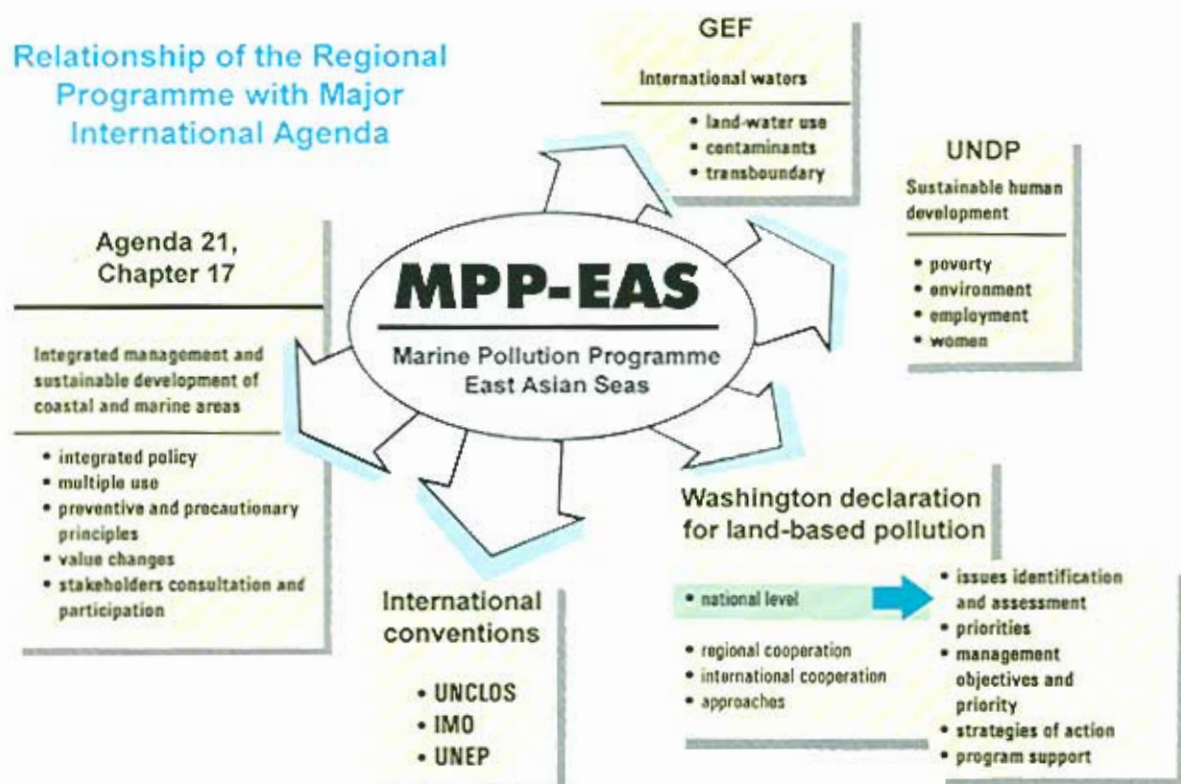 Relationship of the Regional
Programme with Major
International Agenda
GEF
International waters
• land-water use
• contaminants
• transboundary
UNDP
Sustainable human
development
• poverty
• environment
• employment
• women
Agenda 21,
Chapter 17
Integrated management and
sustainable development of
coastal and marine areas
• integrated policy
• multiple use
• preventive and precautionary
principles
• value changes
• stakeholders consultation and
participation
MPP-EAS
Marine Pollution Programme
East Asian Seas
International
conventions
• UNCLOS
• IMO
• UNEP
Washington declaration
for land-based pollution
• national level
• regional cooperation
• international cooperation
• approaches
• issues identification
and assessment
• priorities
• management
objectives and
priority
• strategies of action
• program support